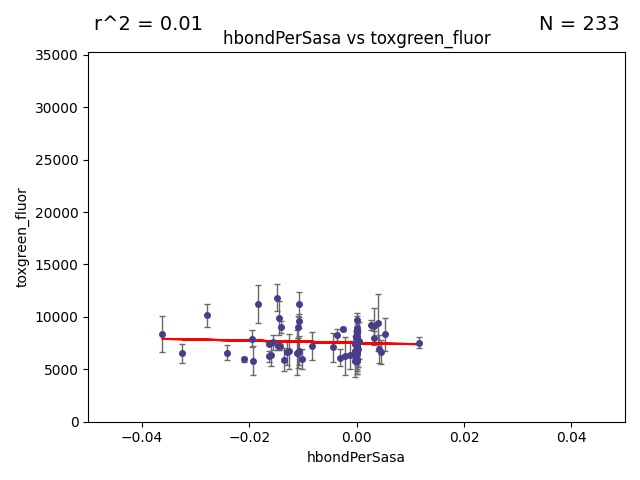 r^2 = 0.01
N = 233
hbondPerSasa vs toxgreen_fluor
35000
30000
25000
20000
15000
10000
5000
0
toxgreen_fluor
−0.04
−0.02
0.00
0.02
0.04
hbondPerSasa